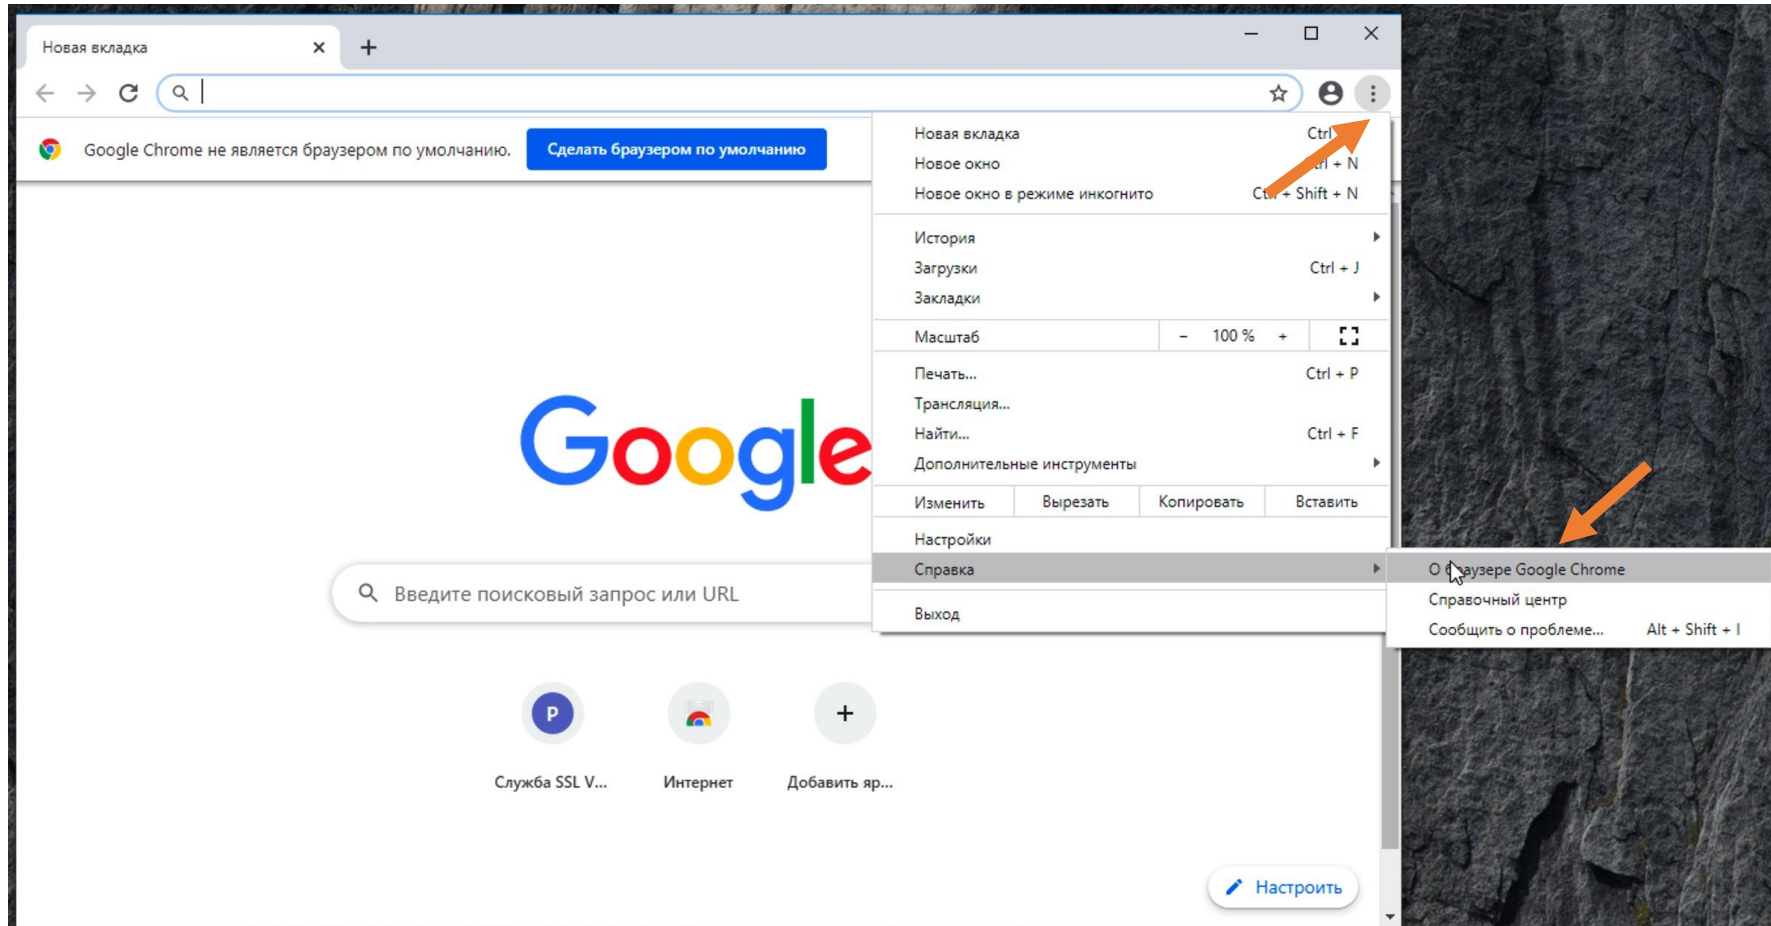 Новая вкладка
Google Chrome не является браузером по умолчанию.
Сделать браузером по умолчанию
Новая вкладка Ctrl
Новое окно Ctrl + N
Новое окно в режиме инкогнито Ctrl + Shift + N
История
Загрузки Ctrl + J
Закладки
Масштаб - 100 % +
Печать... Ctrl + P
Трансляция...
Найти... Ctrl + F
Дополнительные инструменты
Изменить Вырезать Копировать Вставить
Настройки
Справка
Выход
О браузере Google Chrome
Справочный центр
Сообщить о проблеме... Alt + Shift + I
Google
Введите поисковый запрос или URL
P
Служба SSL V...
Интернет
Добавить яр...
Настроить